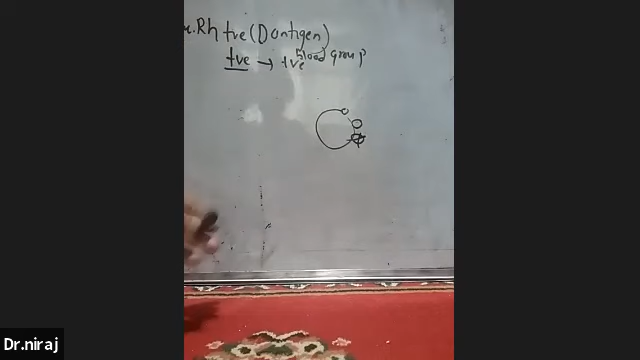 Rh +ve (D antigen)
+ve → +ve blood group
Dr.niraj